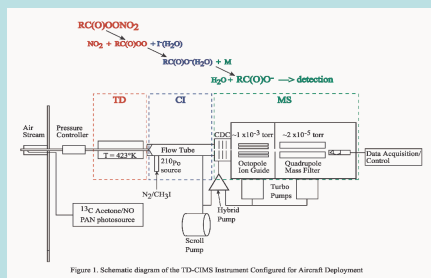 RC(O)OONO2
NO2 + RC(O)OO + I-(H2O)
RC(O)O-(H2O) + M
H2O + RC(O)O- —> detection
TD
CI
MS
Air Stream
Pressure Controller
T = 423°K
Flow Tube
210Po source
N2/CH3I
CDC
~1 x10-3 torr
~2 x10-5 torr
Octopole Ion Guide
Quadrupole Mass Filter
Data Acquisition/ Control
13C Acetone/NO PAN photosource
Scroll Pump
Hybrid Pump
Turbo Pumps
Figure 1. Schematic diagram of the TD-CIMS Instrument Configured for Aircraft Deployment